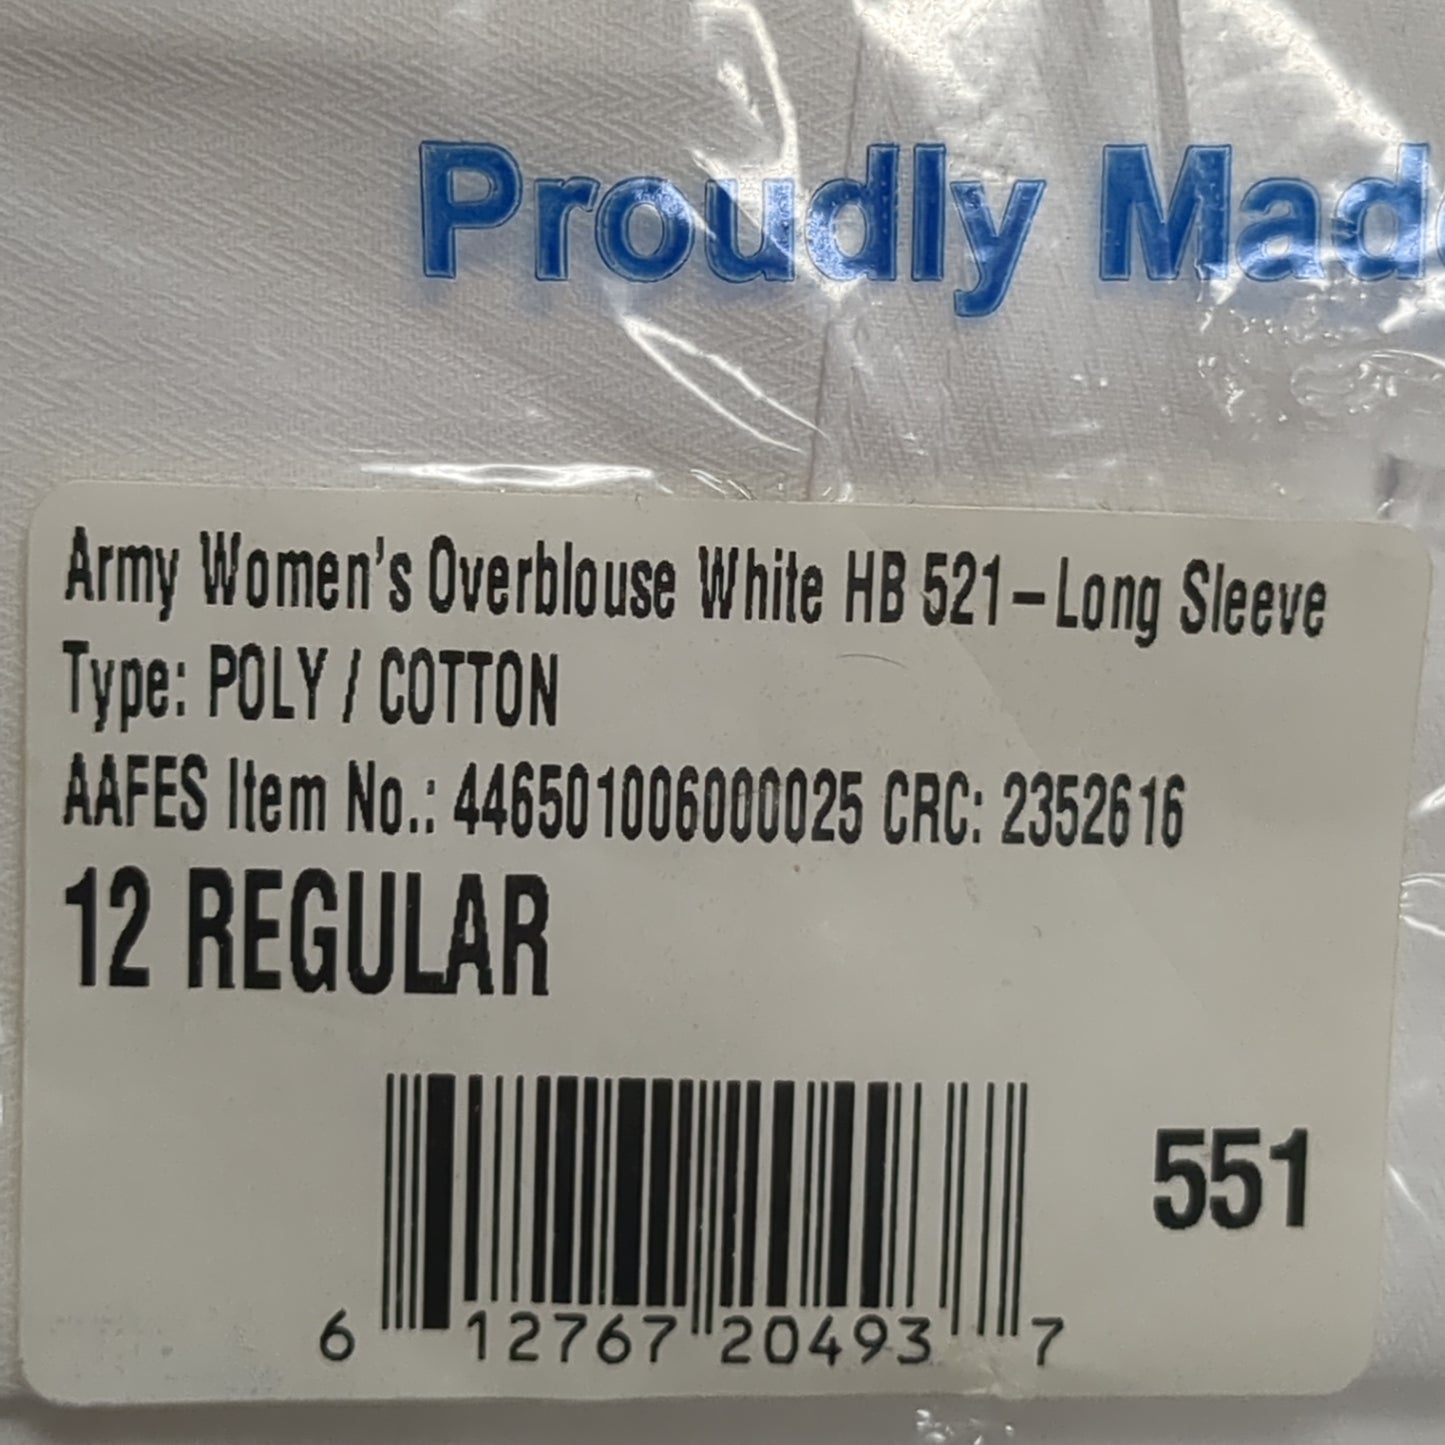 Proudly Made
Army Women's Overblouse White HB 521–Long Sleeve
Type: POLY / COTTON
AAFES Item No.: 446501006000025 CRC: 2352616
12 REGULAR
551
6 12767 20493 7